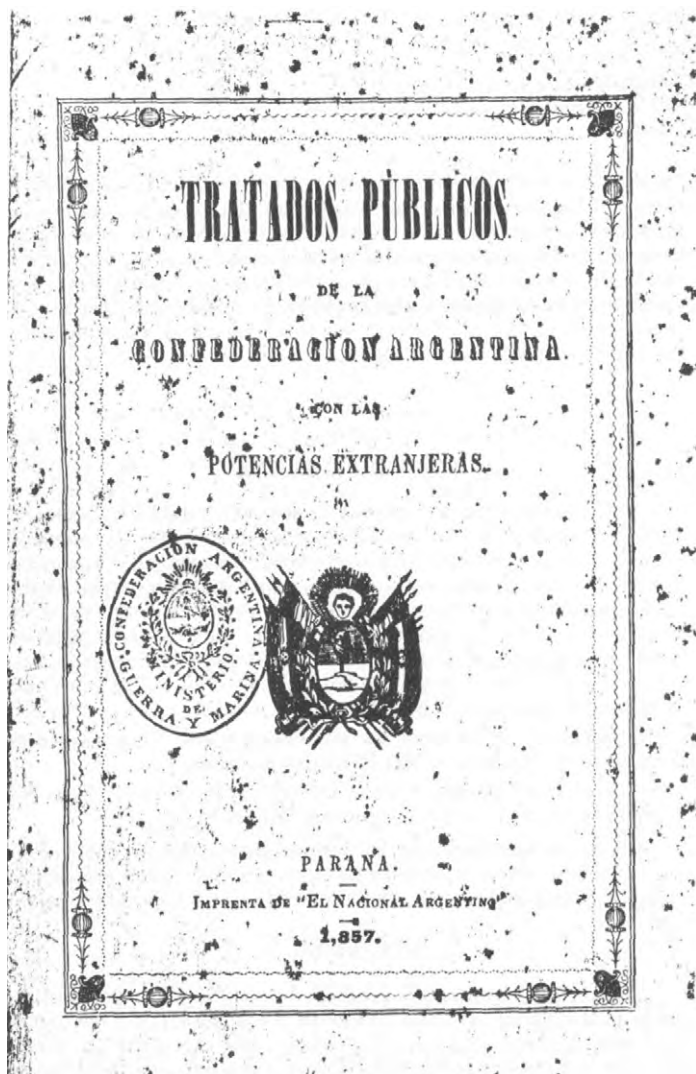 TRATADOS PÚBLICOS
DE LA
CONFEDERACION ARGENTINA.
CON LAS
POTENCIAS EXTRANJERAS.
CONFEDERACION ARGENTINA
MINISTERIO
DE
GUERRA Y MARINA
PARANA.
IMPRENTA DE "EL NACIONAL ARGENTINO"
1,857.